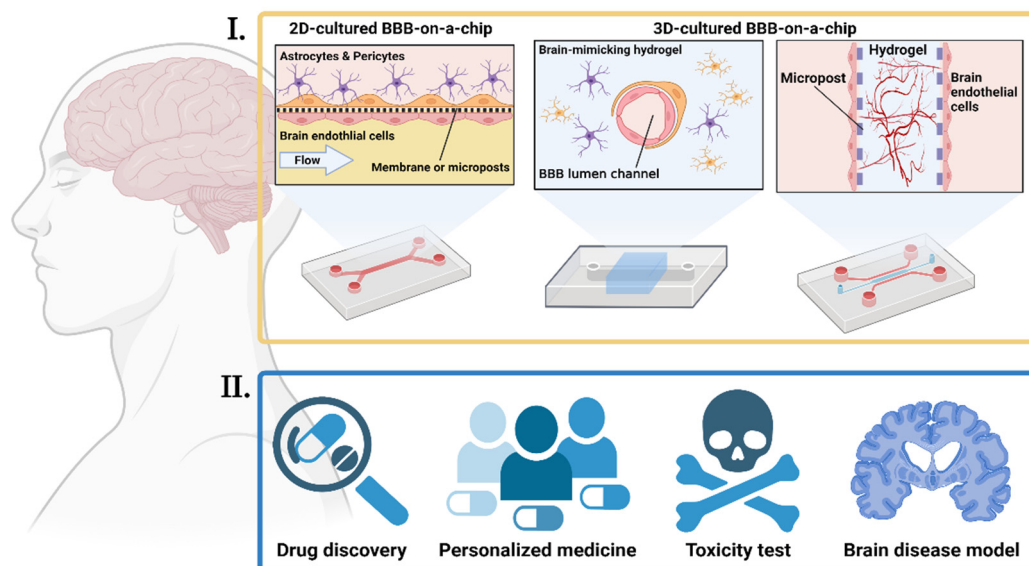 I.
2D-cultured BBB-on-a-chip
3D-cultured BBB-on-a-chip
Astrocytes & Pericytes
Brain endothlial cells
Flow
Membrane or microposts
Brain-mimicking hydrogel
BBB lumen channel
Hydrogel
Micropost
Brain
endothelial
cells
II.
Drug discovery
Personalized medicine
Toxicity test
Brain disease model